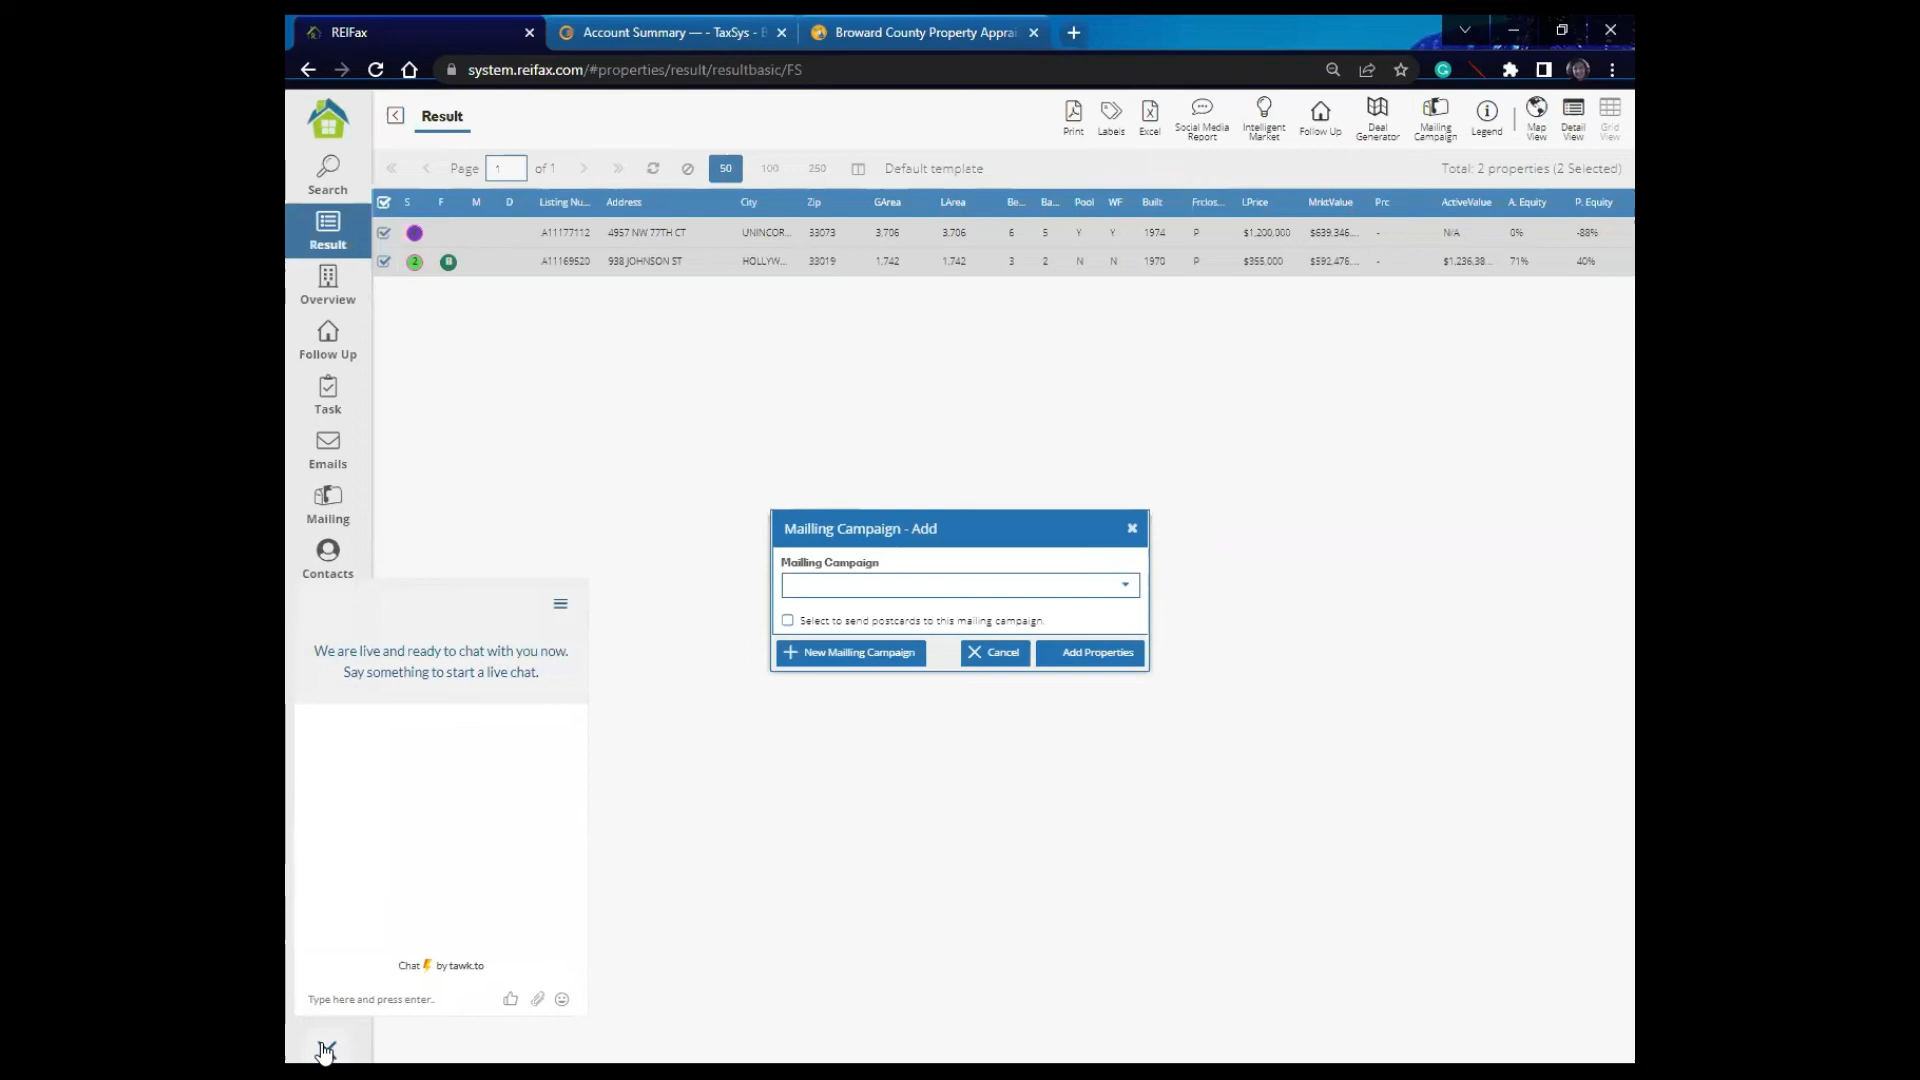 REIFax
Account Summary — - TaxSys - B
Broward County Property Apprai
system.reifax.com/#properties/result/resultbasic/FS
Result
Print
Labels
Excel
Social Media Report
Intelligent Market
Follow Up
Deal Generator
Mailing Campaign
Legend
Map View
Detail View
Grid View
Search
Result
Overview
Follow Up
Task
Emails
Mailing
Contacts
Page 1 of 1 50 100 250 Default template Total: 2 properties (2 Selected)
S F M D Listing Nu... Address City Zip GArea LArea Be... Ba... Pool WF Built Frclos... LPrice MrktValue Prc ActiveValue A. Equity P. Equity
A11177112 4957 NW 77TH CT UNINCOR... 33073 3.706 3.706 6 5 Y Y 1974 P $1,200,000 $639,346.... - N/A 0% -88%
2 A11169520 938 JOHNSON ST HOLLYW... 33019 1.742 1.742 3 2 N N 1970 P $355,000 $592,476.... - $1,236,38... 71% 40%
Mailling Campaign - Add
Mailling Campaign
Select to send postcards to this mailing campaign.
New Mailling Campaign
Cancel
Add Properties
We are live and ready to chat with you now.
Say something to start a live chat.
Chat by tawk.to
Type here and press enter..